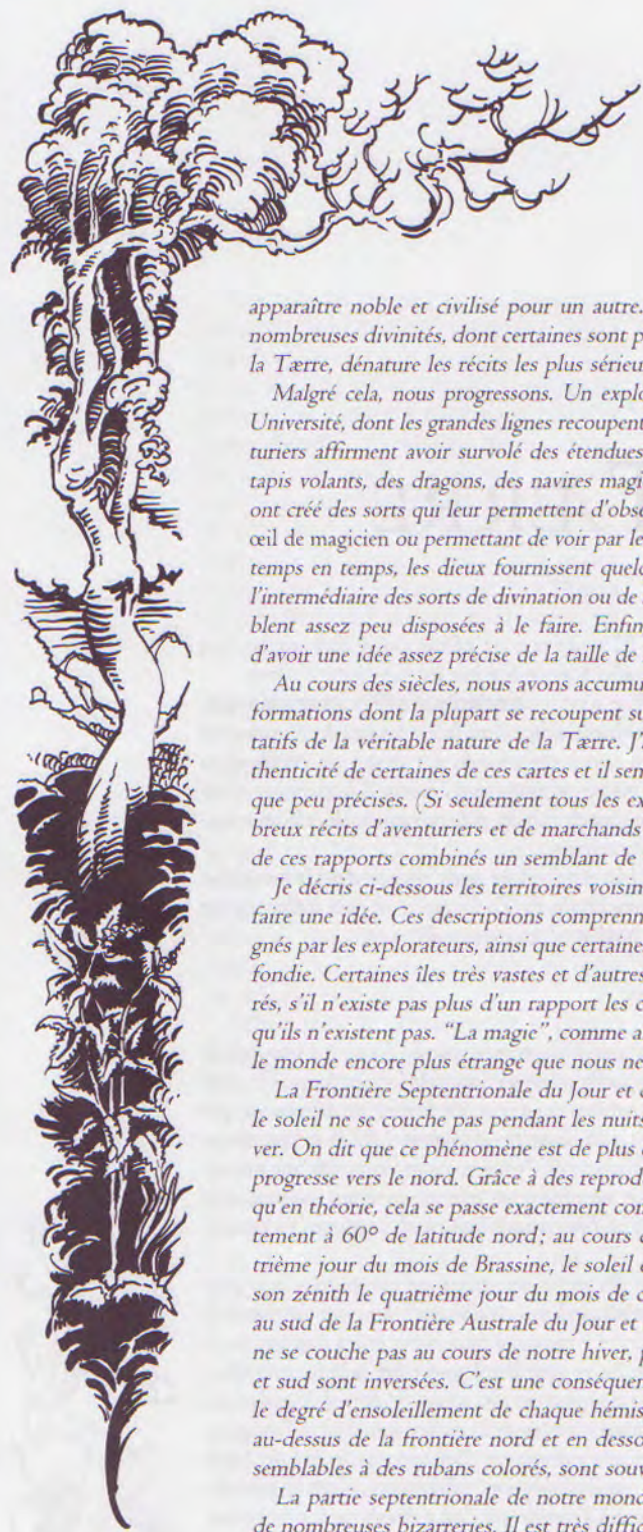 apparaître noble et civilisé pour un autre.
nombreuses divinités, dont certaines sont p
la Tærre, dénature les récits les plus sérieu
Malgré cela, nous progressons. Un explo
Université, dont les grandes lignes recoupent
turiers affirment avoir survolé des étendues
tapis volants, des dragons, des navires magi
ont créé des sorts qui leur permettent d'obse
œil de magicien ou permettant de voir par le
temps en temps, les dieux fournissent quelq
l'intermédiaire des sorts de divination ou de
blent assez peu disposées à le faire. Enfin
d'avoir une idée assez précise de la taille de
Au cours des siècles, nous avons accumu
formations dont la plupart se recoupent su
tatifs de la véritable nature de la Tærre. J'
thenticité de certaines de ces cartes et il sem
que peu précises. (Si seulement tous les ex
breux récits d'aventuriers et de marchands
de ces rapports combinés un semblant de
Je décris ci-dessous les territoires voisin
faire une idée. Ces descriptions comprenn
gnés par les explorateurs, ainsi que certaine
fondie. Certaines îles très vastes et d'autres
rés, s'il n'existe pas plus d'un rapport les c
qu'ils n'existent pas. "La magie", comme a
le monde encore plus étrange que nous ne
La Frontière Septentrionale du Jour et d
le soleil ne se couche pas pendant les nuits
ver. On dit que ce phénomène est de plus
progresse vers le nord. Grâce à des reprod
qu'en théorie, cela se passe exactement con
tement à 60° de latitude nord; au cours d
trième jour du mois de Brassine, le soleil
son zénith le quatrième jour du mois de c
au sud de la Frontière Australe du Jour et
ne se couche pas au cours de notre hiver, p
et sud sont inversées. C'est une conséquen
le degré d'ensoleillement de chaque hémis
au-dessus de la frontière nord et en desso
semblables à des rubans colorés, sont souv
La partie septentrionale de notre mond
de nombreuses bizarreries. Il est très diffic